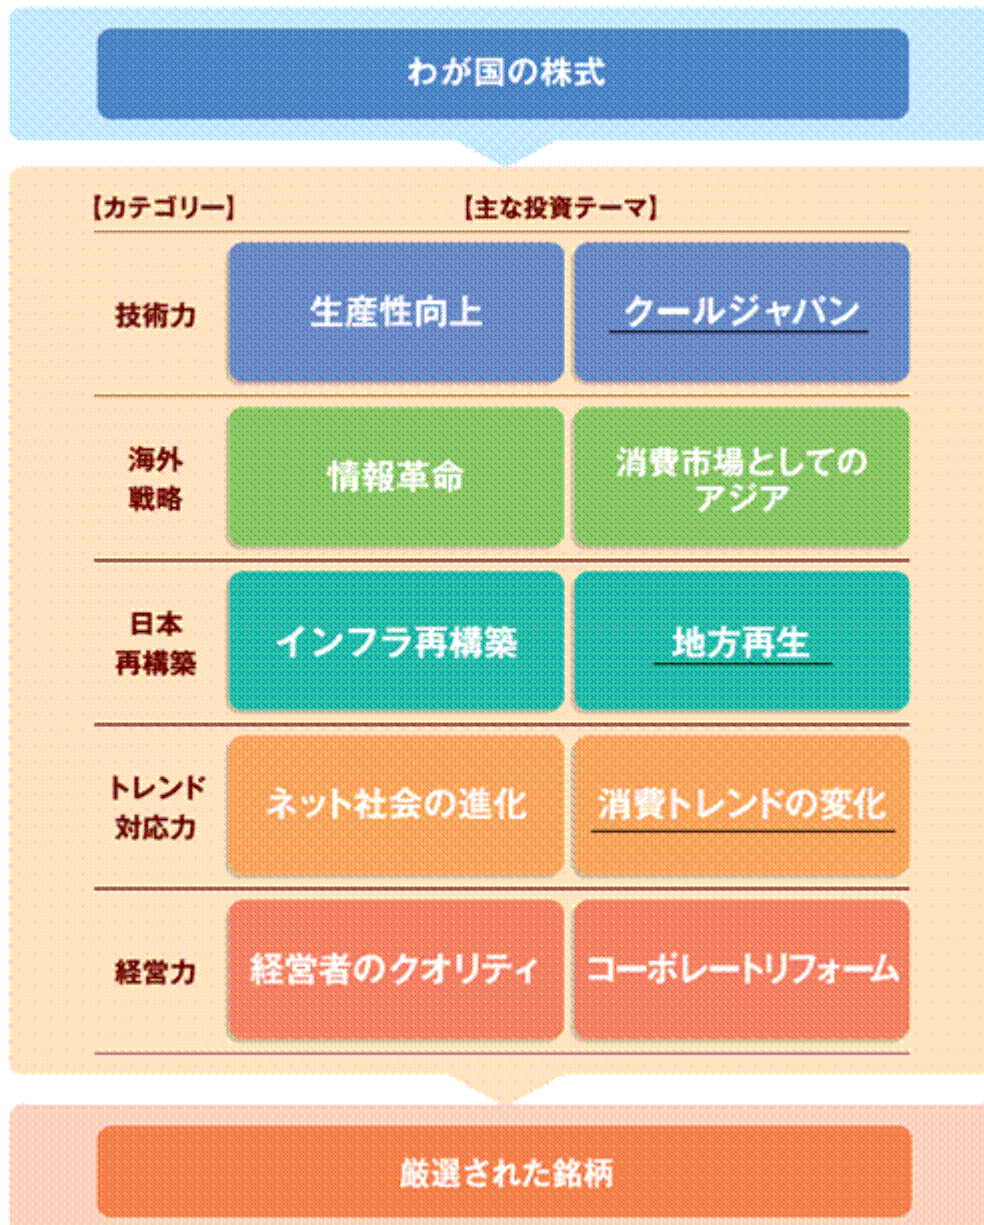 わが国の株式
【カテゴリー】
【主な投資テーマ】
技術力
生産性向上
クールジャパン
海外
戦略
情報革命
消費市場としての
アジア
日本
再構築
インフラ再構築
地方再生
トレンド
対応力
ネット社会の進化
消費トレンドの変化
経営力
経営者のクオリティ
コーポレートリフォーム
厳選された銘柄